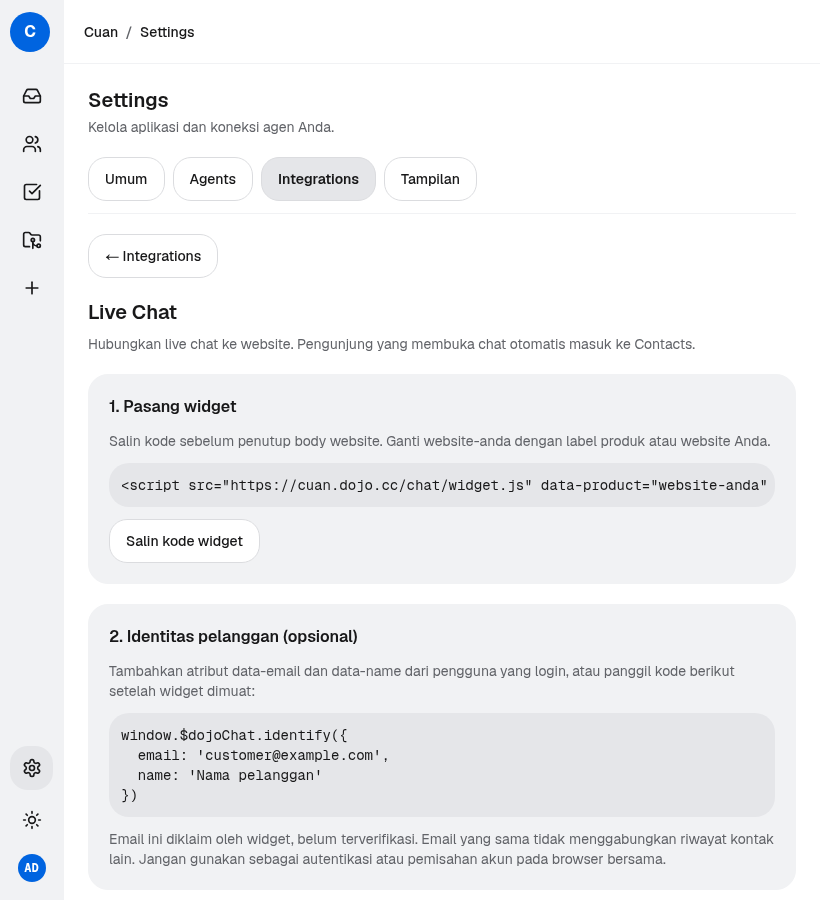 C
Cuan / Settings
Settings
Kelola aplikasi dan koneksi agen Anda.
Umum
Agents
Integrations
Tampilan
← Integrations
Live Chat
Hubungkan live chat ke website. Pengunjung yang membuka chat otomatis masuk ke Contacts.
1. Pasang widget
Salin kode sebelum penutup body website. Ganti website-anda dengan label produk atau website Anda.
<script src="https://cuan.dojo.cc/chat/widget.js" data-product="website-anda"
Salin kode widget
2. Identitas pelanggan (opsional)
Tambahkan atribut data-email dan data-name dari pengguna yang login, atau panggil kode berikut
setelah widget dimuat:
window.$dojoChat.identify({
  email: 'customer@example.com',
  name: 'Nama pelanggan'
})
Email ini diklaim oleh widget, belum terverifikasi. Email yang sama tidak menggabungkan riwayat kontak
lain. Jangan gunakan sebagai autentikasi atau pemisahan akun pada browser bersama.
AD